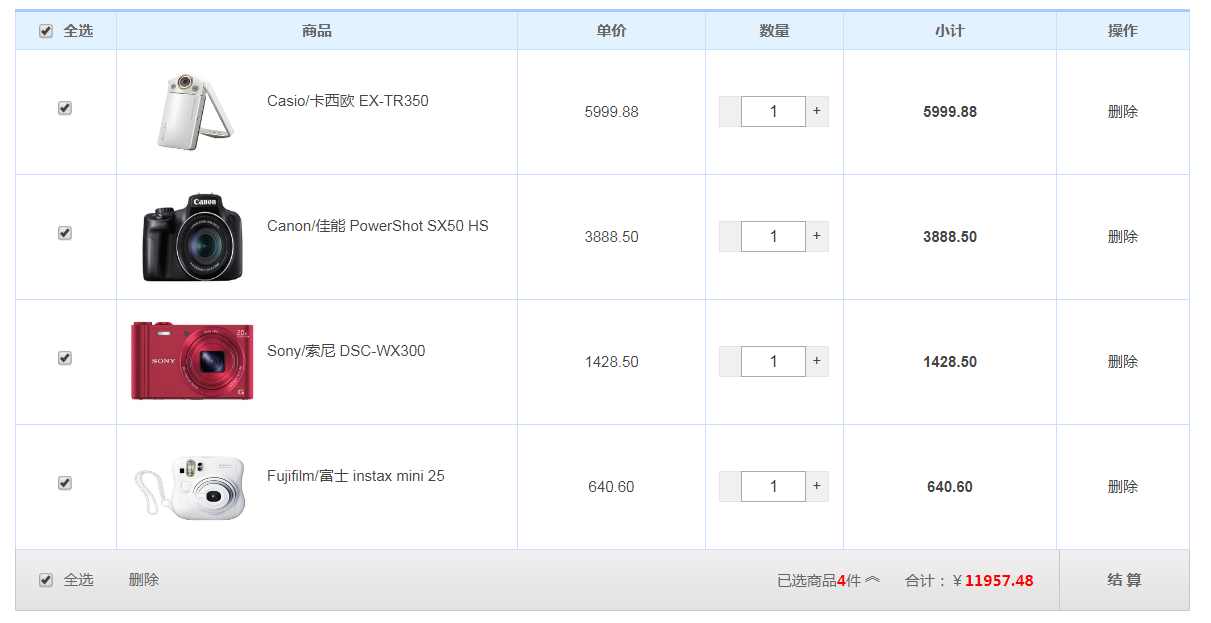 全选 商品 单价 数量 小计 操作
Casio/卡西欧 EX-TR350 5999.88 1 + 5999.88 删除
Canon
Canon/佳能 PowerShot SX50 HS 3888.50 1 + 3888.50 删除
SONY 20x G
Sony/索尼 DSC-WX300 1428.50 1 + 1428.50 删除
Fujifilm/富士 instax mini 25 640.60 1 + 640.60 删除
全选 删除 已选商品4件 合计：￥11957.48 结 算